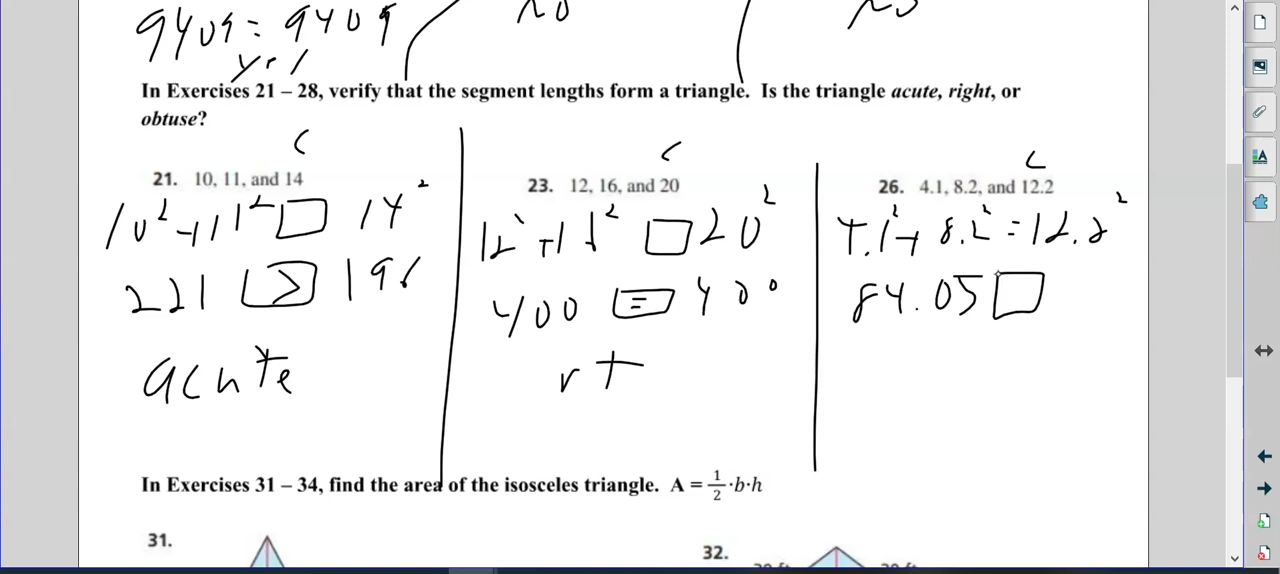 9409 = 9409
yes
No
No
In Exercises 21 – 28, verify that the segment lengths form a triangle. Is the triangle acute, right, or
obtuse?
c
21. 10, 11, and 14
10² + 11² □ 14²
221 > 196
acute
c
23. 12, 16, and 20
□ 20²
400 = 400
rt
c
26. 4.1, 8.2, and 12.2
4.1² + 8.2² = 12.2²
84.05 □
In Exercises 31 – 34, find the area of the isosceles triangle. A = 1/2 · b · h
31.
32.